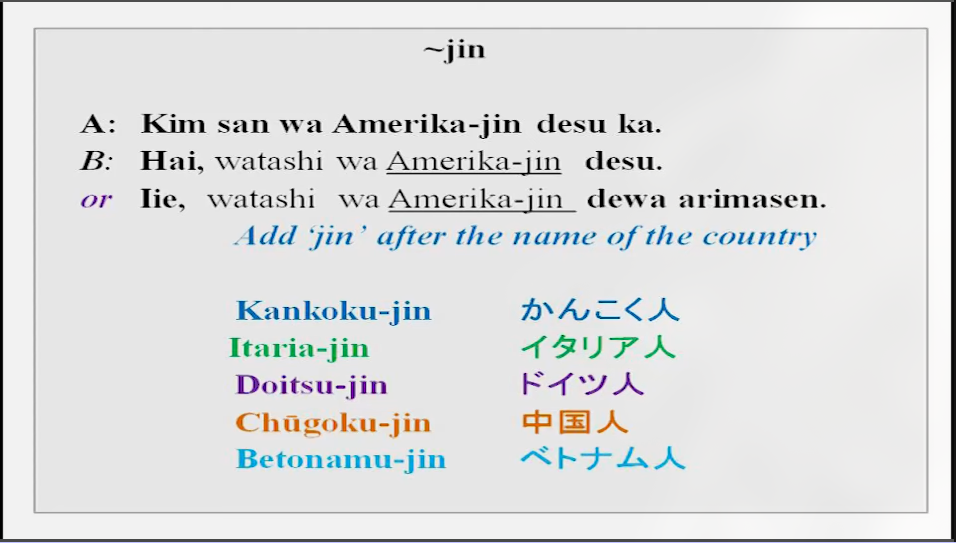 ~jin
A: Kim san wa Amerika-jin desu ka.
B: Hai, watashi wa Amerika-jin desu.
or Iie, watashi wa Amerika-jin dewa arimasen.
Add ‘jin’ after the name of the country
Kankoku-jin かんこく人
Itaria-jin イタリア人
Doitsu-jin ドイツ人
Chūgoku-jin 中国人
Betonamu-jin ベトナム人